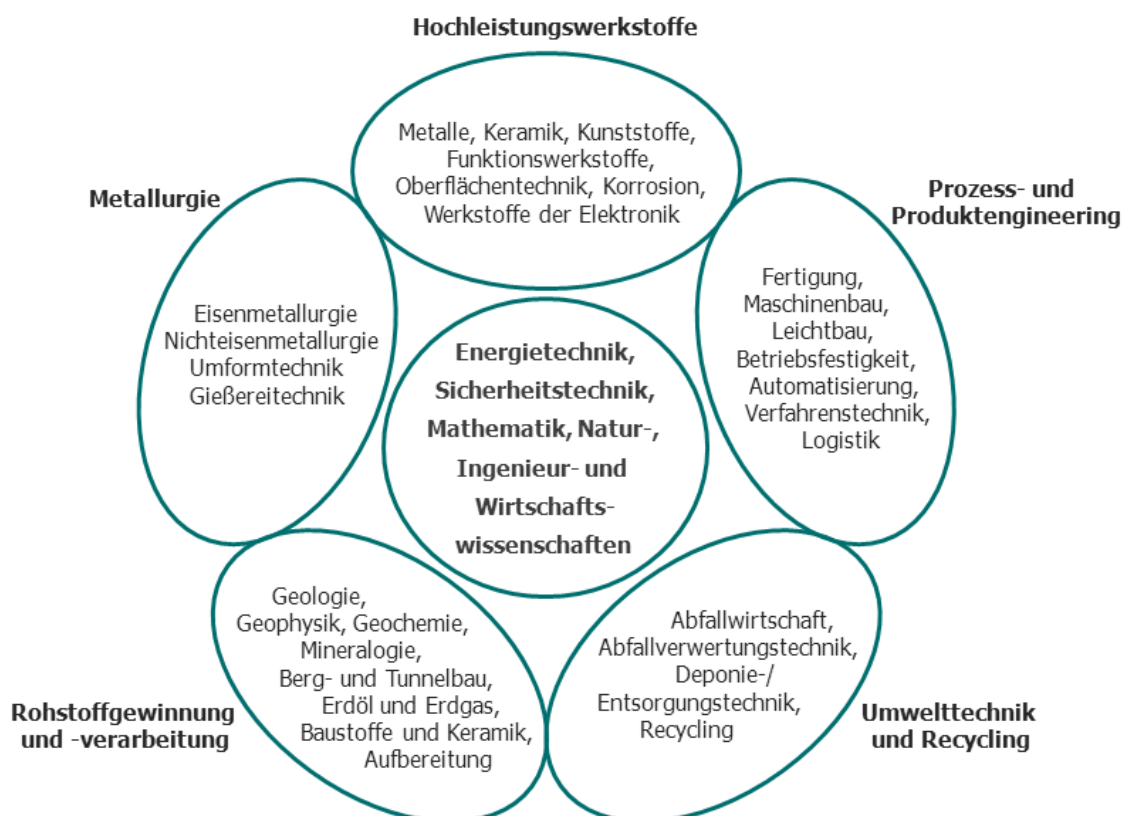 Hochleistungswerkstoffe
Metalle, Keramik, Kunststoffe,
Funktionswerkstoffe,
Oberflächentechnik, Korrosion,
Werkstoffe der Elektronik
Metallurgie
Eisenmetallurgie
Nichteisenmetallurgie
Umformtechnik
Gießereitechnik
Prozess- und
Produktengineering
Fertigung,
Maschinenbau,
Leichtbau,
Betriebsfestigkeit,
Automatisierung,
Verfahrenstechnik,
Logistik
Energietechnik,
Sicherheitstechnik,
Mathematik, Natur-,
Ingenieur- und
Wirtschafts-
wissenschaften
Geologie,
Geophysik, Geochemie,
Mineralogie,
Berg- und Tunnelbau,
Erdöl und Erdgas,
Baustoffe und Keramik,
Aufbereitung
Rohstoffgewinnung
und -verarbeitung
Abfallwirtschaft,
Abfallverwertungstechnik,
Deponie-/
Entsorgungstechnik,
Recycling
Umwelttechnik
und Recycling